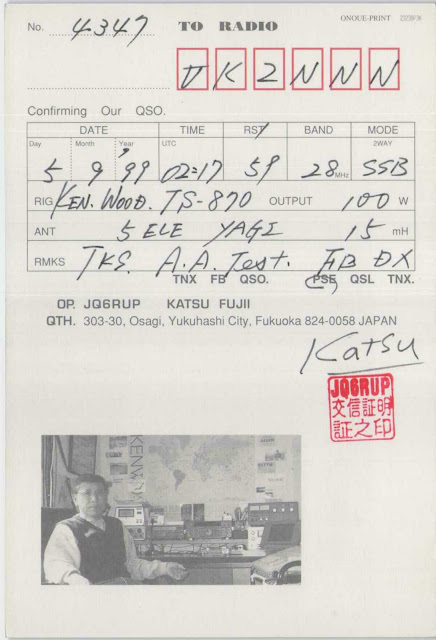 ONOUE-PRINT
No. 4347 TO RADIO
VK2NNN
Confirming Our QSO.
DATE TIME RST BAND MODE
Day Month Year UTC 2WAY
5 9 '99 02:17 59 28 MHz SSB
RIG KEN. WOOD. TS-870 OUTPUT 100 W
ANT 5 ELE YAGI 15 mH
RMKS TKS. A.A. Test. FB DX
TNX FB QSO. PSE QSL TNX.
OP. JQ6RUP KATSU FUJII
QTH. 303-30, Osagi, Yukuhashi City, Fukuoka 824-0058 JAPAN
Katsu
JQ6RUP
交信証明
証之印
KENWOOD